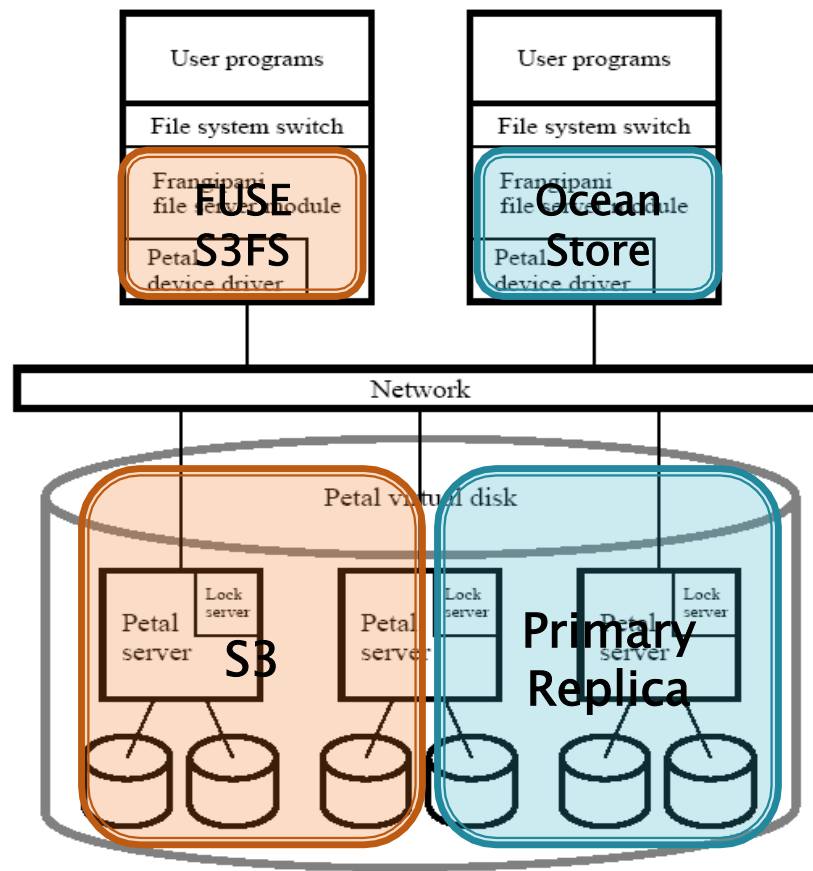 User programs
File system switch
Frangipani
file server module
Petal
device driver
FUSE
S3FS
User programs
File system switch
Frangipani
file server module
Petal
device driver
Ocean
Store
Network
Petal virtual disk
Petal
server
Lock
server
S3
Petal
server
Lock
server
Petal
server
Lock
server
Primary
Replica